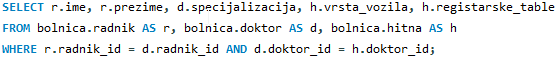 SELECT r.ime, r.prezime, d.specijalizacija, h.vrsta_vozila, h.registarske_table
FROM bolnica.radnik AS r, bolnica.doktor AS d, bolnica.hitna AS h
WHERE r.radnik_id = d.radnik_id AND d.doktor_id = h.doktor_id;